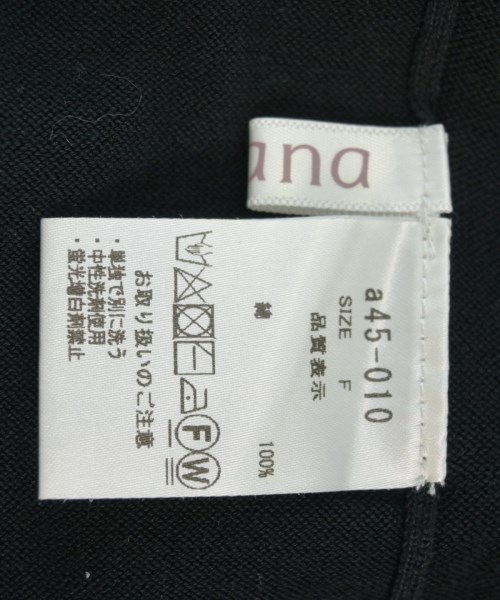 ana
a45-010
SIZE F
品質表示
綿 100%
F W
お取り扱いのご注意
・単独で別に洗う
・中性洗剤使用
・蛍光増白剤禁止